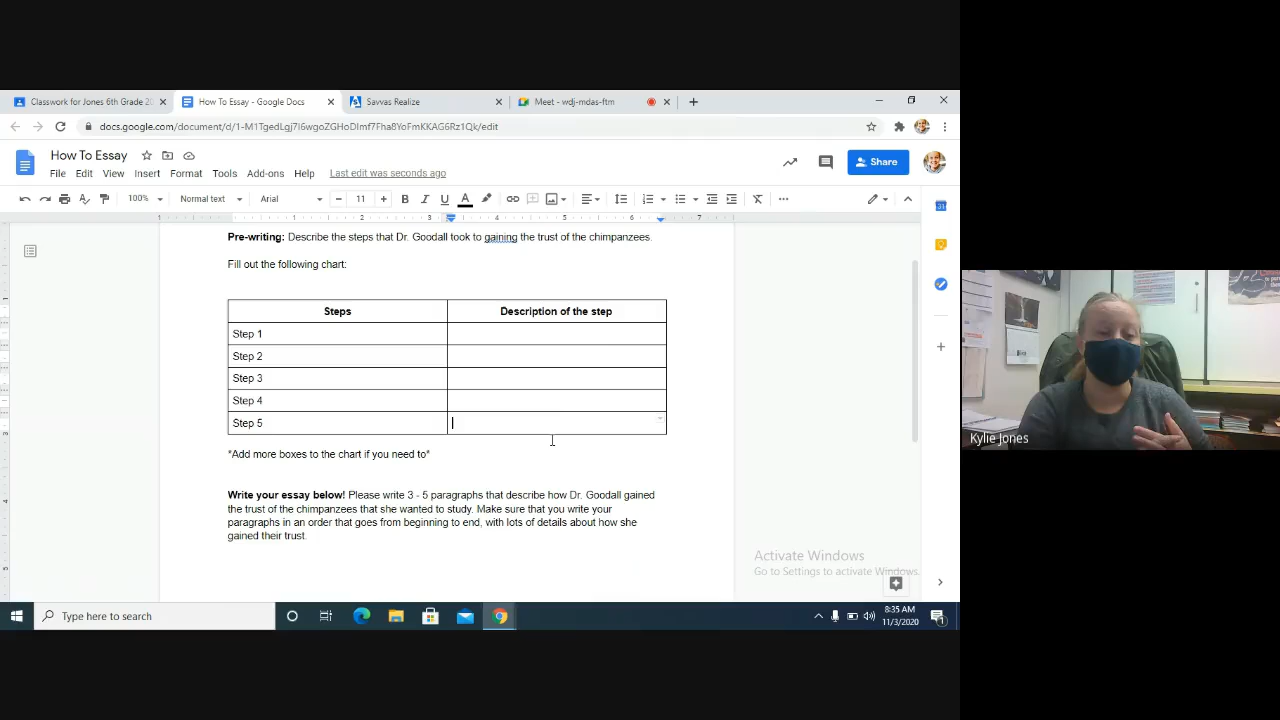 Classwork for Jones 6th Grade 20
How To Essay - Google Docs
Savvas Realize
Meet - wdj-mdas-ftm
How To Essay
File Edit View Insert Format Tools Add-ons Help
Last edit was seconds ago
Share
100%
Normal text
Arial
11
1 1 2 3 4 5 6 7
Pre-writing: Describe the steps that Dr. Goodall took to gaining the trust of the chimpanzees.
Fill out the following chart:
Steps Description of the step
Step 1
Step 2
Step 3
Step 4
Step 5
*Add more boxes to the chart if you need to*
Write your essay below! Please write 3 - 5 paragraphs that describe how Dr. Goodall gained
the trust of the chimpanzees that she wanted to study. Make sure that you write your
paragraphs in an order that goes from beginning to end, with lots of details about how she
gained their trust.
Kylie Jones
Activate Windows
Go to Settings to activate Windows.
Type here to search
8:35 AM
11/3/2020